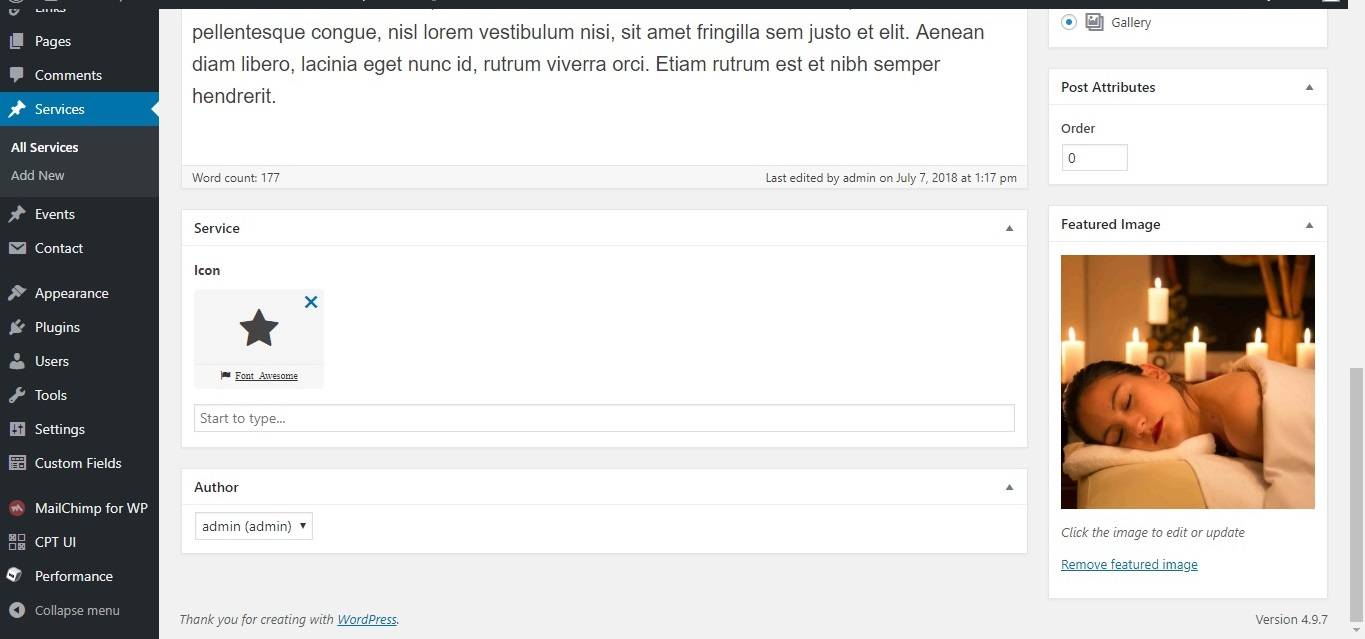 Links
Pages
Comments
Services
All Services
Add New
Events
Contact
Appearance
Plugins
Users
Tools
Settings
Custom Fields
MailChimp for WP
CPT UI
Performance
Collapse menu
pellentesque congue, nisl lorem vestibulum nisi, sit amet fringilla sem justo et elit. Aenean
diam libero, lacinia eget nunc id, rutrum viverra orci. Etiam rutrum est et nibh semper
hendrerit.
Word count: 177
Last edited by admin on July 7, 2018 at 1:17 pm
Service
Icon
Font Awesome
Start to type...
Author
admin (admin)
Gallery
Post Attributes
Order
0
Featured Image
Click the image to edit or update
Remove featured image
Thank you for creating with WordPress.
Version 4.9.7